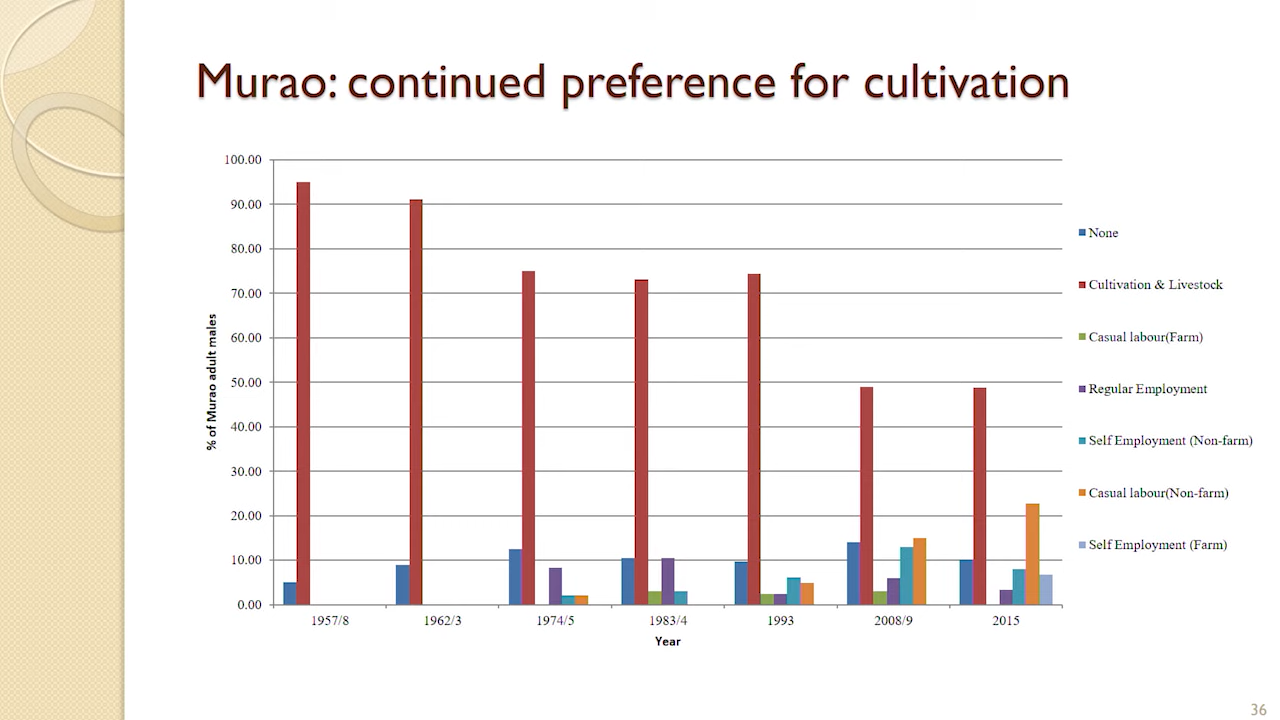 Murao: continued preference for cultivation
100.00
90.00
80.00
70.00
60.00
50.00
40.00
30.00
20.00
10.00
0.00
% of Murao adult males
1957/8 1962/3 1974/5 1983/4 1993 2008/9 2015
Year
None
Cultivation & Livestock
Casual labour(Farm)
Regular Employment
Self Employment (Non-farm)
Casual labour(Non-farm)
Self Employment (Farm)
36